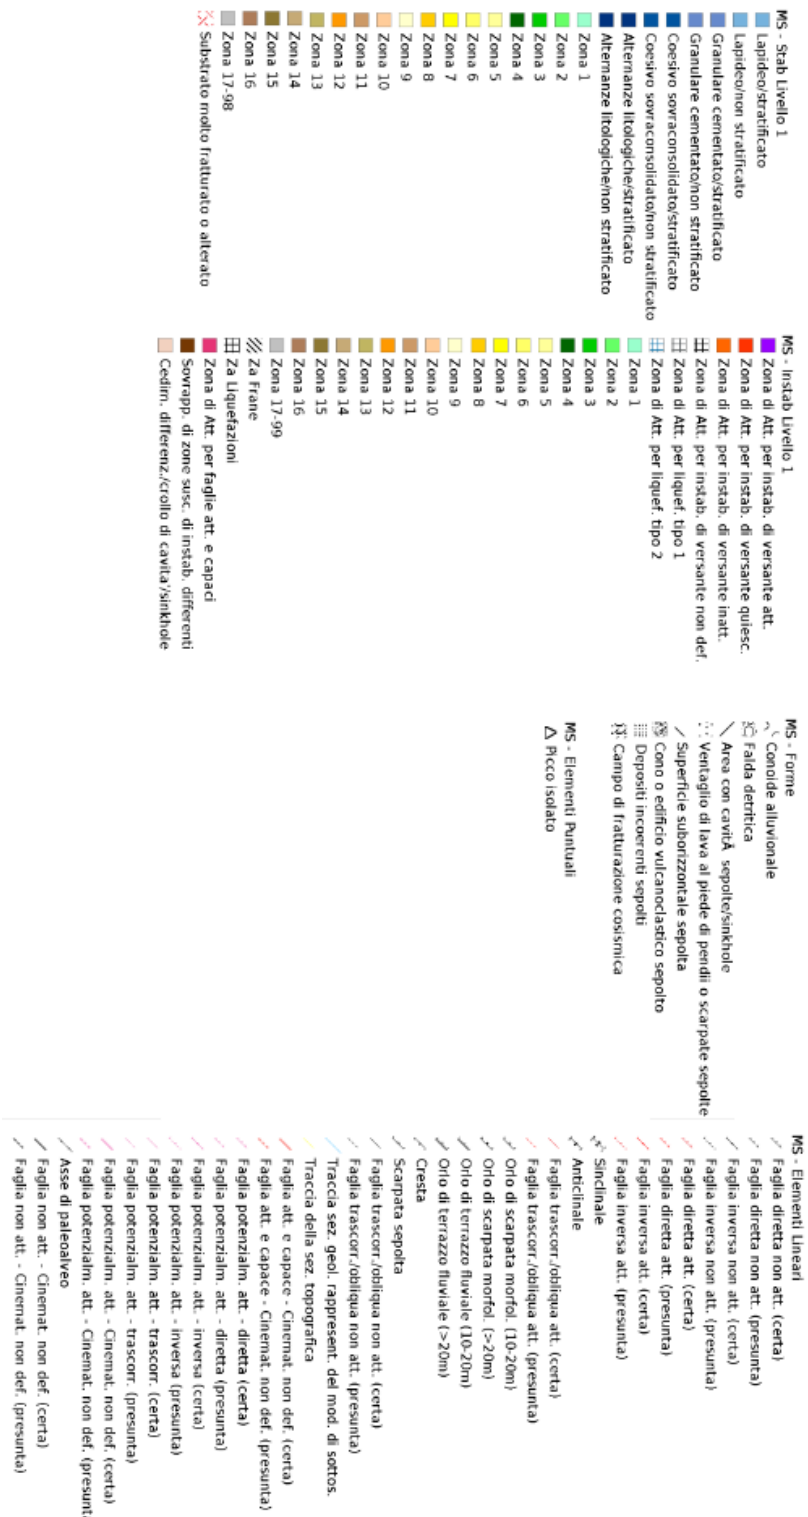 MS - Stab Livello 1
Lapideo/stratificato
Lapideo/non stratificato
Granulare cementato/stratificato
Granulare cementato/non stratificato
Coesivo sovraconsolidato/stratificato
Coesivo sovraconsolidato/non stratificato
Alternanze litologiche/stratificato
Alternanze litologiche/non stratificato
Zona 1
Zona 2
Zona 3
Zona 4
Zona 5
Zona 6
Zona 7
Zona 8
Zona 9
Zona 10
Zona 11
Zona 12
Zona 13
Zona 14
Zona 15
Zona 16
Zona 17-98
Substrato molto fratturato o alterato
MS - Instab Livello 1
Zona di Att. per instab. di versante att.
Zona di Att. per instab. di versante quiesc.
Zona di Att. per instab. di versante inatt.
Zona di Att. per instab. di versante non def.
Zona di Att. per liquef. tipo 1
Zona di Att. per liquef. tipo 2
Zona 1
Zona 2
Zona 3
Zona 4
Zona 5
Zona 6
Zona 7
Zona 8
Zona 9
Zona 10
Zona 11
Zona 12
Zona 13
Zona 14
Zona 15
Zona 16
Zona 17-99
Za Frane
Za Liquefazioni
Zona di Att. per faglie att. e capaci
Sovrapp. di zone susc. di instab. differenti
Cedim. differenz./crollo di cavita'/sinkhole
MS - Forme
Conoide alluvionale
Falda detritica
Area con cavitÃ sepolte/sinkhole
Ventaglio di lava al piede di pendii o scarpate sepolte
Superficie suborizzontale sepolta
Cono o edificio vulcanoclastico sepolto
Depositi incoerenti sepolti
Campo di fratturazione cosismica
MS - Elementi Puntuali
Picco isolato
MS - Elementi Lineari
Faglia diretta non att. (certa)
Faglia diretta non att. (presunta)
Faglia inversa non att. (certa)
Faglia inversa non att. (presunta)
Faglia diretta att. (certa)
Faglia diretta att. (presunta)
Faglia inversa att. (certa)
Faglia inversa att. (presunta)
Sinclinale
Anticlinale
Faglia trascorr./obliqua att. (certa)
Faglia trascorr./obliqua att. (presunta)
Orlo di scarpata morfol. (10-20m)
Orlo di scarpata morfol. (>20m)
Orlo di terrazzo fluviale (10-20m)
Orlo di terrazzo fluviale (>20m)
Cresta
Scarpata sepolta
Faglia trascorr./obliqua non att. (certa)
Faglia trascorr./obliqua non att. (presunta)
Traccia sez. geol. rappresent. del mod. di sottos.
Traccia della sez. topografica
Faglia att. e capace - Cinemat. non def. (certa)
Faglia att. e capace - Cinemat. non def. (presunta)
Faglia potenzialm. att. - diretta (certa)
Faglia potenzialm. att. - diretta (presunta)
Faglia potenzialm. att. - inversa (certa)
Faglia potenzialm. att. - inversa (presunta)
Faglia potenzialm. att. - trascorr. (certa)
Faglia potenzialm. att. - trascorr. (presunta)
Faglia potenzialm. att. - Cinemat. non def. (certa)
Faglia potenzialm. att. - Cinemat. non def. (presunt
Asse di paleoalveo
Faglia non att. - Cinemat. non def. (certa)
Faglia non att. - Cinemat. non def. (presunta)